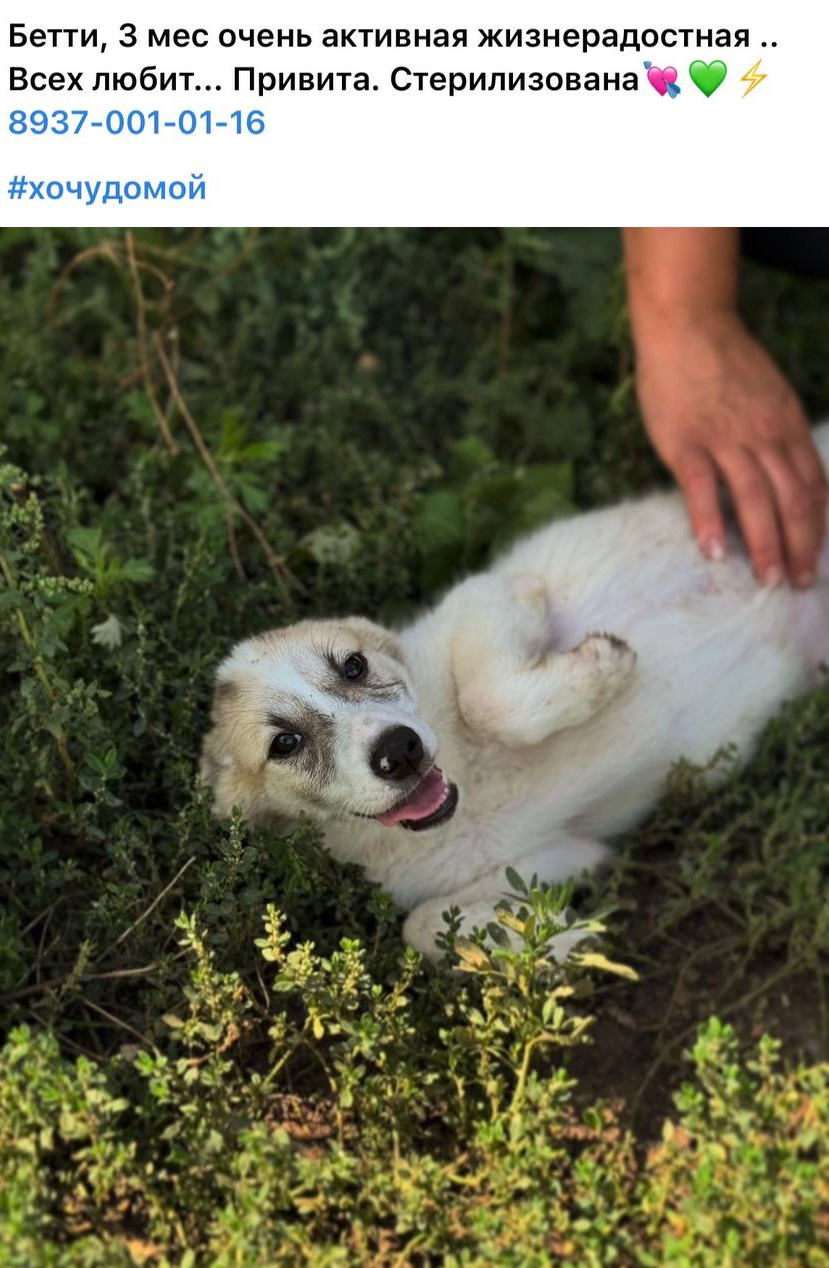 Бетти, 3 мес очень активная жизнерадостная ..
Всех любит... Привита. Стерилизована💘💚⚡
8937-001-01-16
#хочудомой